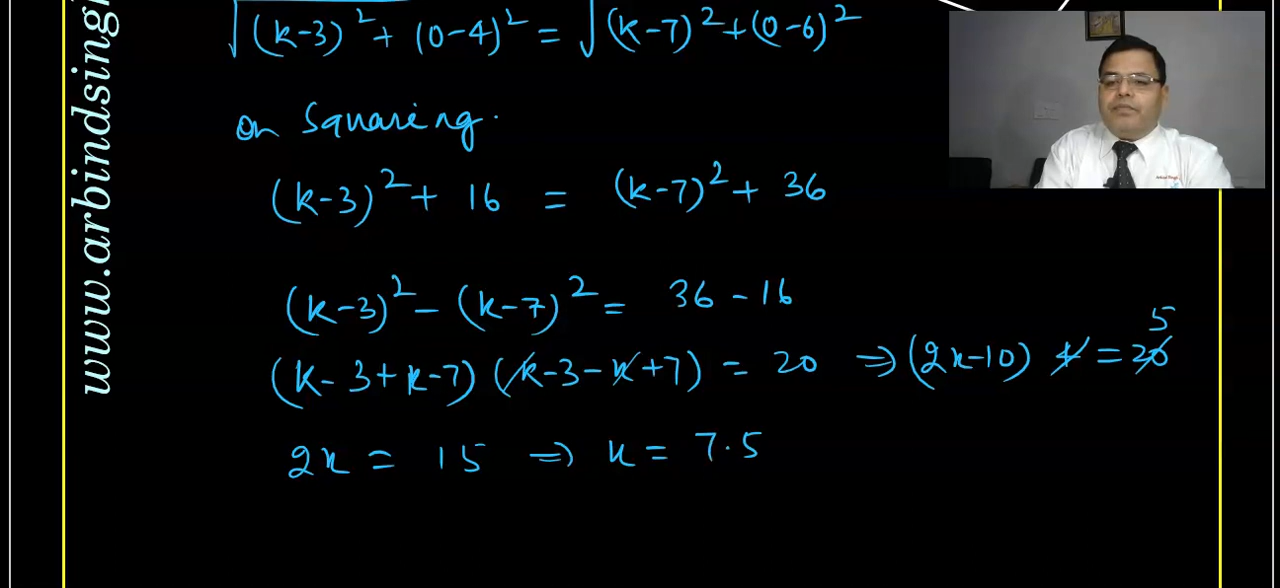 √(k-3)² + (0-4)² = √(k-7)² + (0-6)²
on Squaring.
(k-3)² + 16 = (k-7)² + 36
(k-3)² - (k-7)² = 36 - 16
(k-3+k-7) (k-3-k+7) = 20 ⇒ (2k-10) 4 = 20 5
2k = 15 ⇒ k = 7.5
www.arbindsingh